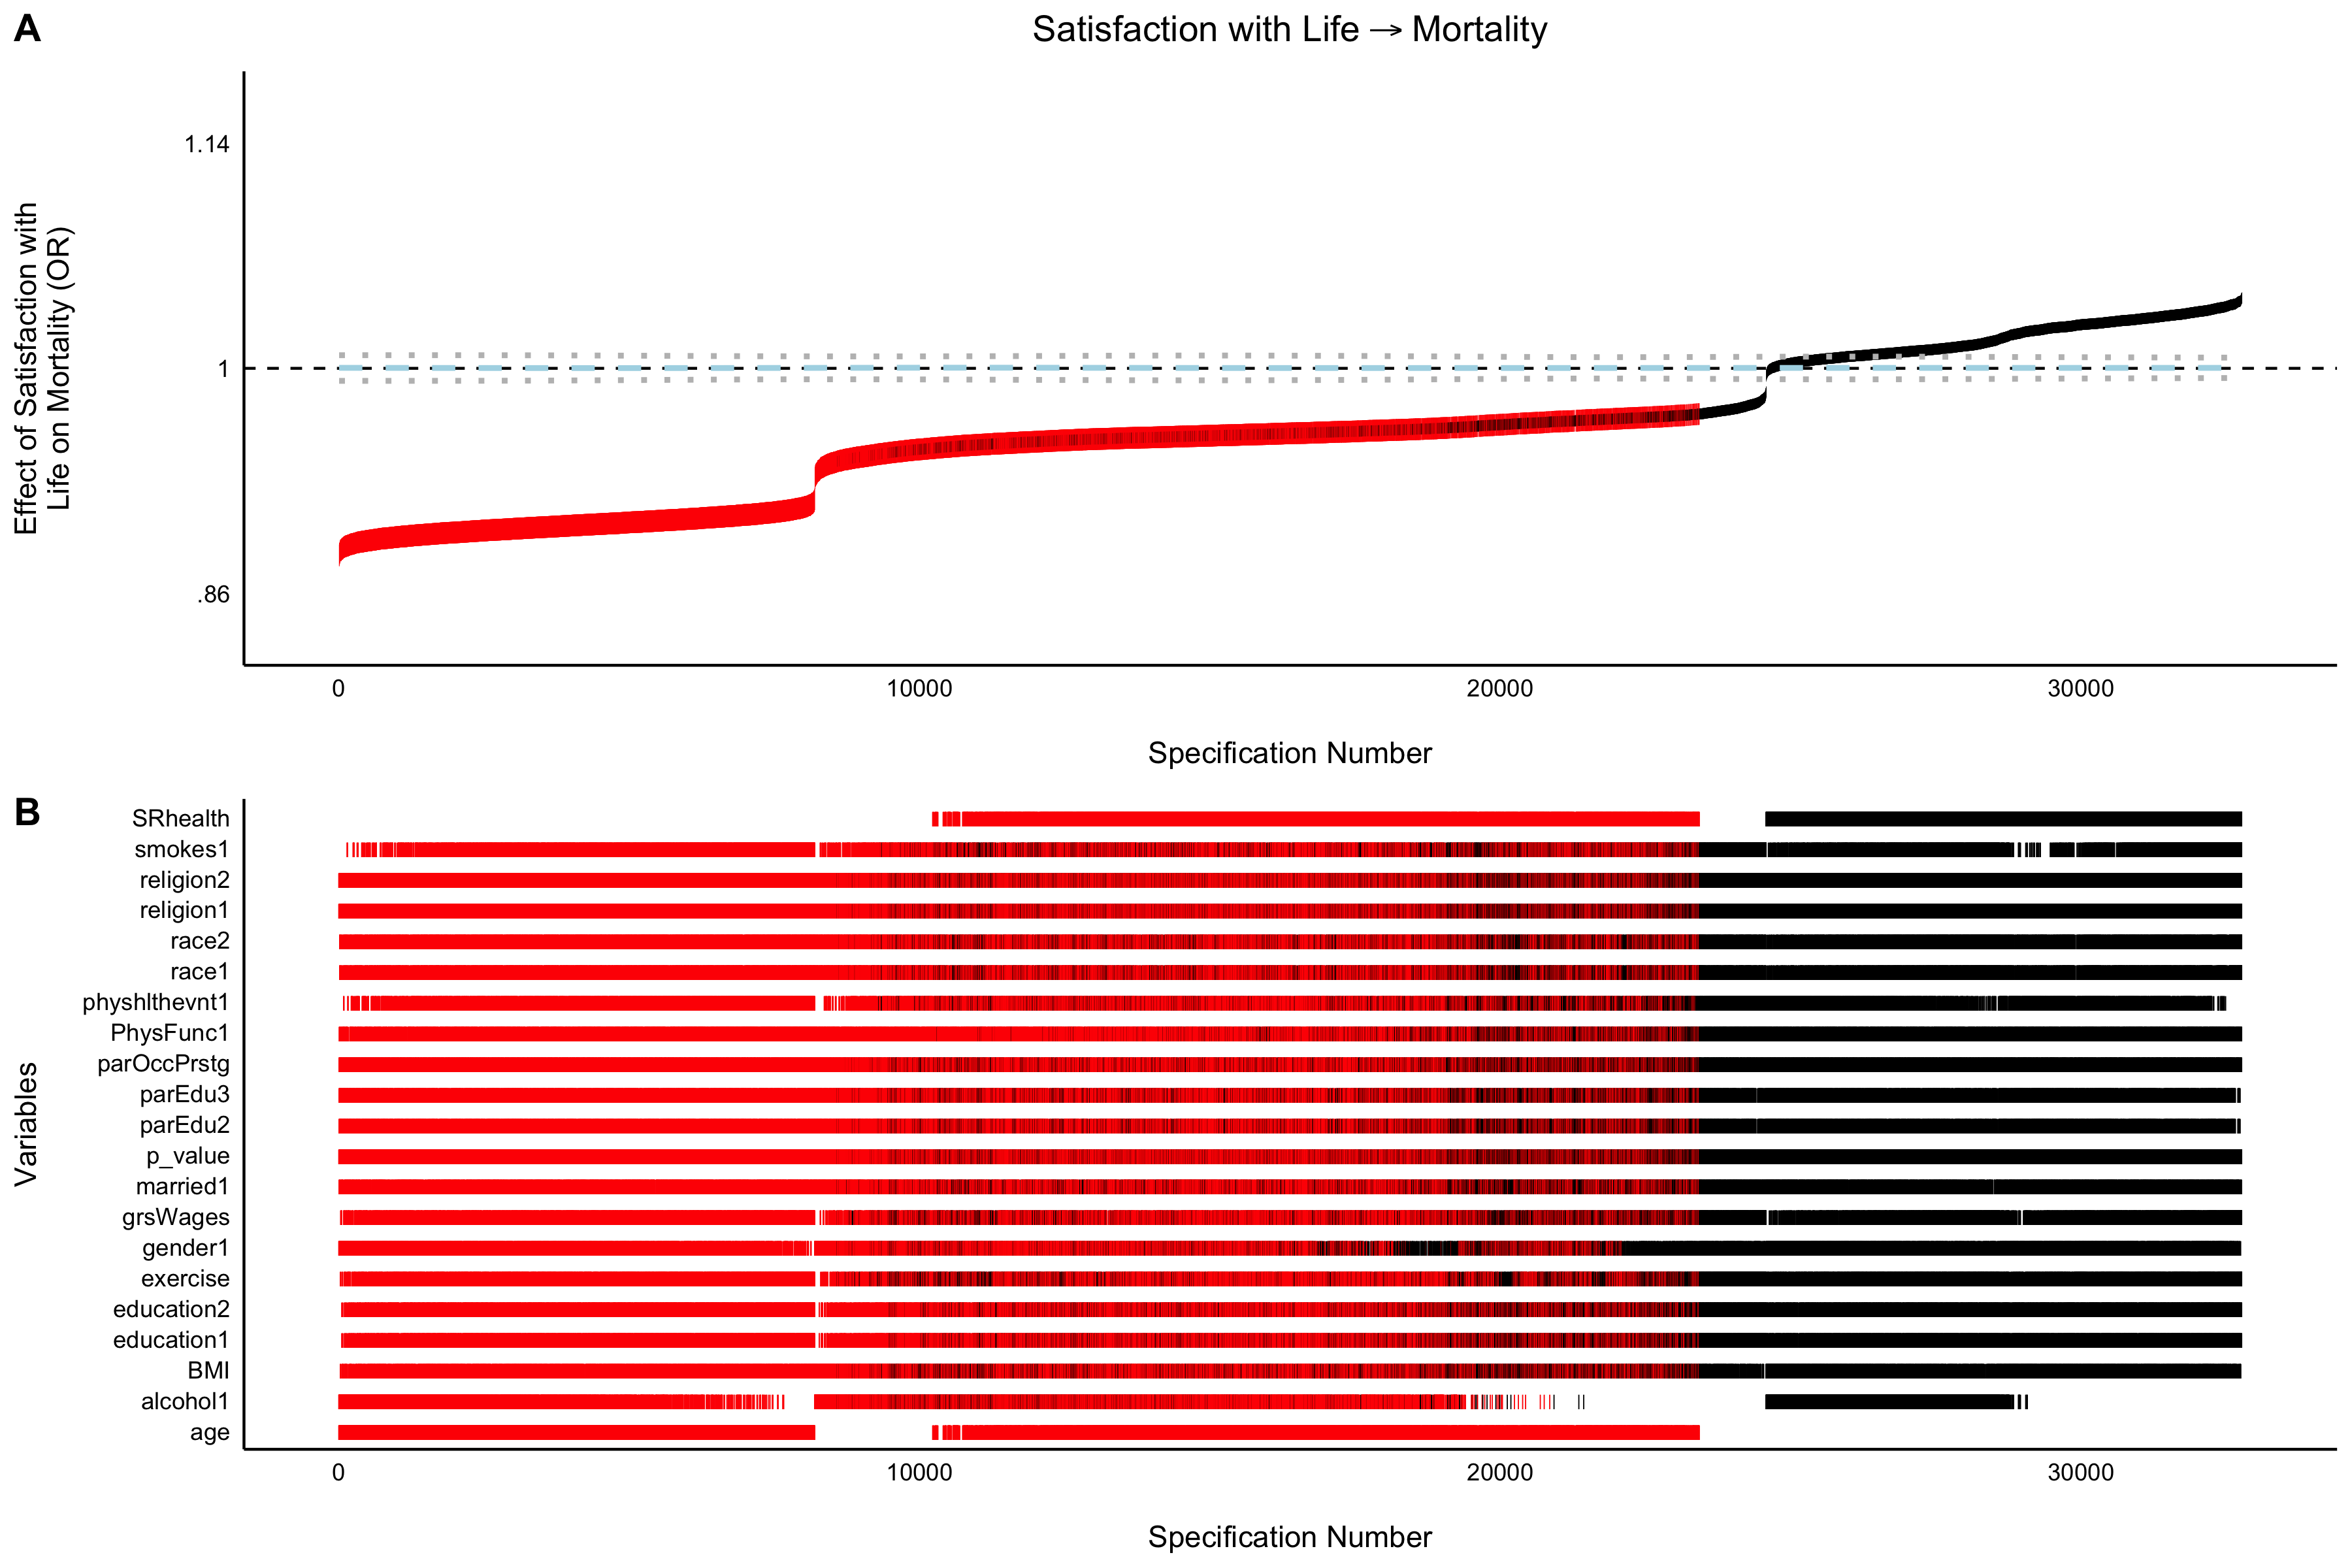 A
Satisfaction with Life → Mortality
Effect of Satisfaction with
Life on Mortality (OR)
1.14
1
.86
0 10000 20000 30000
Specification Number
B
Variables
SRhealth
smokes1
religion2
religion1
race2
race1
physhlthevnt1
PhysFunc1
parOccPrstg
parEdu3
parEdu2
p_value
married1
grsWages
gender1
exercise
education2
education1
BMI
alcohol1
age
0 10000 20000 30000
Specification Number